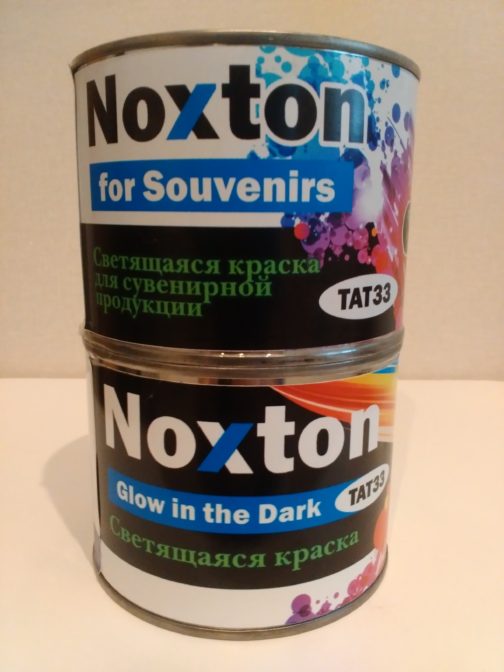 Noxton
for Souvenirs
Светящаяся краска
для сувенирной
продукции
TAT33
Noxton
Glow in the Dark
TAT33
Светящаяся краска